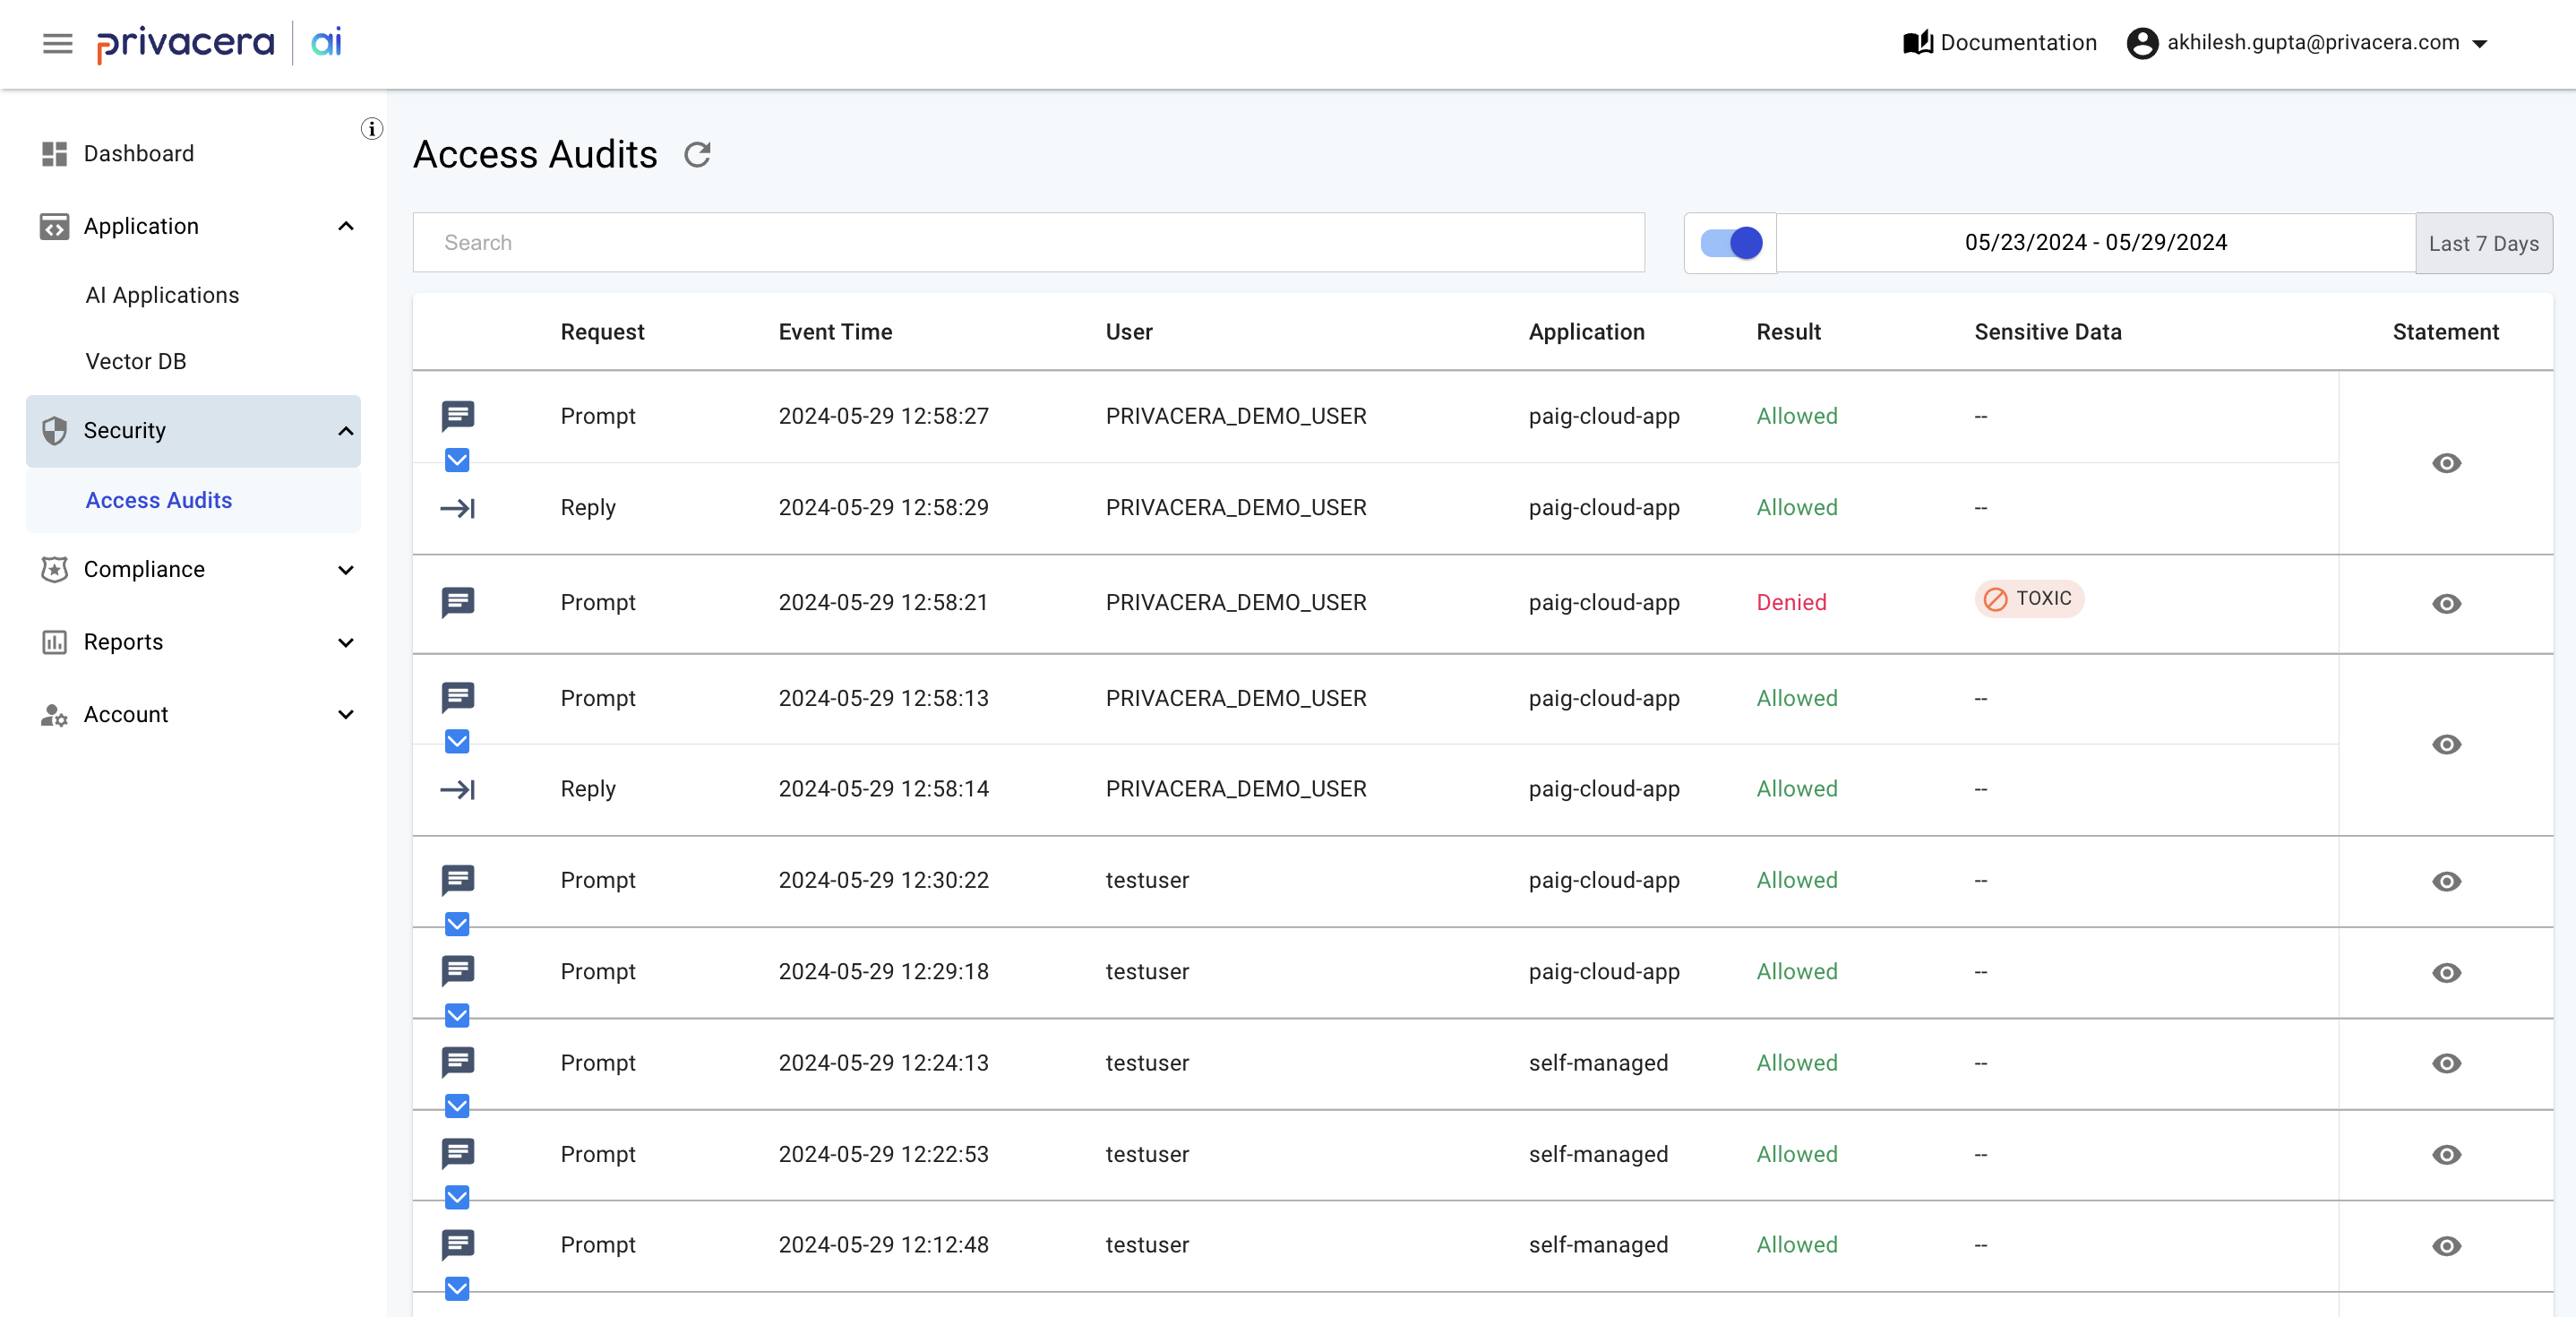 privacera ai
Documentation akhilesh.gupta@privacera.com
Dashboard
Application
AI Applications
Vector DB
Security
Access Audits
Compliance
Reports
Account
Access Audits
Search 05/23/2024 - 05/29/2024 Last 7 Days
Request Event Time User Application Result Sensitive Data Statement
Prompt 2024-05-29 12:58:27 PRIVACERA_DEMO_USER paig-cloud-app Allowed --
Reply 2024-05-29 12:58:29 PRIVACERA_DEMO_USER paig-cloud-app Allowed --
Prompt 2024-05-29 12:58:21 PRIVACERA_DEMO_USER paig-cloud-app Denied TOXIC
Prompt 2024-05-29 12:58:13 PRIVACERA_DEMO_USER paig-cloud-app Allowed --
Reply 2024-05-29 12:58:14 PRIVACERA_DEMO_USER paig-cloud-app Allowed --
Prompt 2024-05-29 12:30:22 testuser paig-cloud-app Allowed --
Prompt 2024-05-29 12:29:18 testuser paig-cloud-app Allowed --
Prompt 2024-05-29 12:24:13 testuser self-managed Allowed --
Prompt 2024-05-29 12:22:53 testuser self-managed Allowed --
Prompt 2024-05-29 12:12:48 testuser self-managed Allowed --